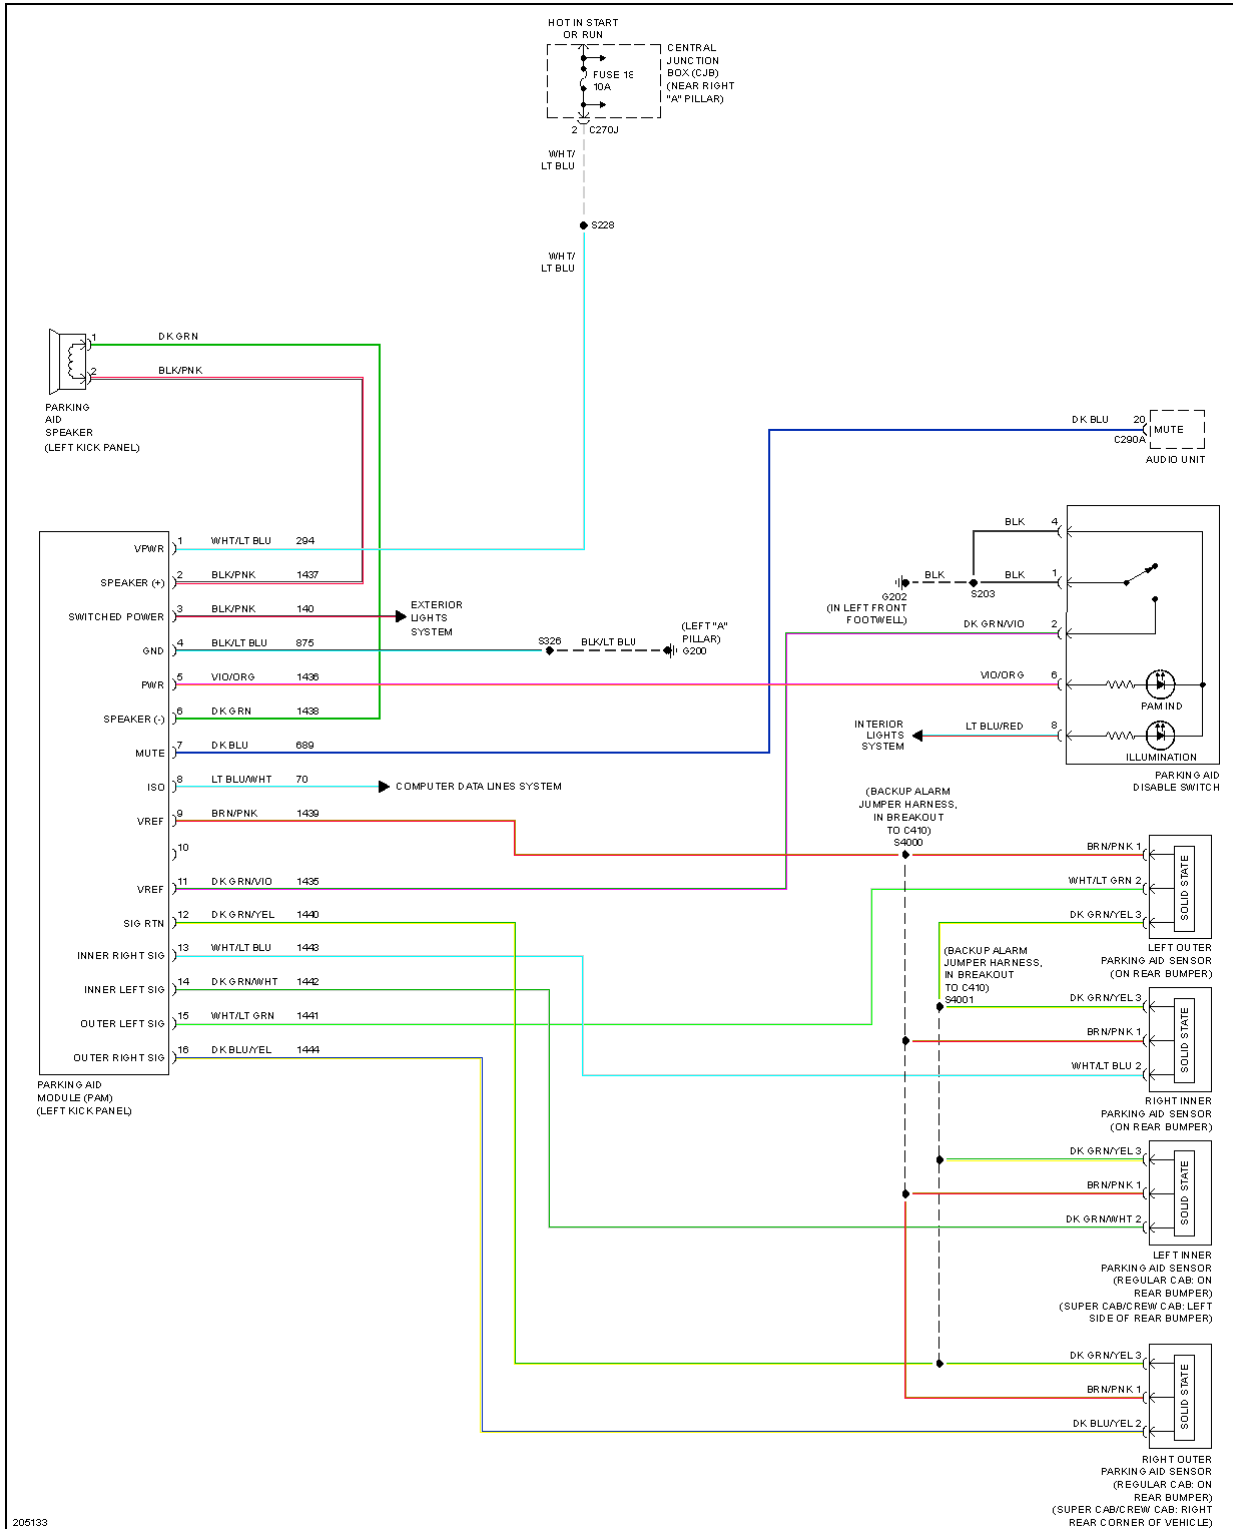 HOT IN START
OR RUN
CENTRAL
JUNCTION
BOX (CJB)
(NEAR RIGHT
"A" PILLAR)
FUSE 18
10A
2 C270J
WHT/
LT BLU
S228
WHT/
LT BLU
1 DK GRN
2 BLK/PNK
PARKING
AID
SPEAKER
(LEFT KICK PANEL)
DK BLU 20
C290A
MUTE
AUDIO UNIT
VPWR 1 WHT/LT BLU 294
SPEAKER (+) 2 BLK/PNK 1437
SWITCHED POWER 3 BLK/PNK 140
EXTERIOR
LIGHTS
SYSTEM
GND 4 BLK/LT BLU 875
S326 BLK/LT BLU
(LEFT "A"
PILLAR)
G200
PWR 5 VIO/ORG 1436
SPEAKER (-) 6 DK GRN 1438
MUTE 7 DK BLU 689
ISO 8 LT BLU/WHT 70
COMPUTER DATA LINES SYSTEM
VREF 9 BRN/PNK 1439
10
VREF 11 DK GRN/VIO 1435
SIG RTN 12 DK GRN/YEL 1440
INNER RIGHT SIG 13 WHT/LT BLU 1443
INNER LEFT SIG 14 DK GRN/WHT 1442
OUTER LEFT SIG 15 WHT/LT GRN 1441
OUTER RIGHT SIG 16 DK BLU/YEL 1444
PARKING AID
MODULE (PAM)
(LEFT KICK PANEL)
BLK 4
BLK BLK 1
G202
(IN LEFT FRONT
FOOTWELL)
S203
DK GRN/VIO 2
VIO/ORG 6
PAM IND
INTERIOR
LIGHTS
SYSTEM
LT BLU/RED 8
ILLUMINATION
PARKING AID
DISABLE SWITCH
(BACKUP ALARM
JUMPER HARNESS,
IN BREAKOUT
TO C410)
S4000
BRN/PNK 1
WHT/LT GRN 2
DK GRN/YEL 3
SOLID STATE
LEFT OUTER
PARKING AID SENSOR
(ON REAR BUMPER)
(BACKUP ALARM
JUMPER HARNESS,
IN BREAKOUT
TO C410)
S4001
DK GRN/YEL 3
BRN/PNK 1
WHT/LT BLU 2
SOLID STATE
RIGHT INNER
PARKING AID SENSOR
(ON REAR BUMPER)
DK GRN/YEL 3
BRN/PNK 1
DK GRN/WHT 2
SOLID STATE
LEFT INNER
PARKING AID SENSOR
(REGULAR CAB: ON
REAR BUMPER)
(SUPER CAB/CREW CAB: LEFT
SIDE OF REAR BUMPER)
DK GRN/YEL 3
BRN/PNK 1
DK BLU/YEL 2
SOLID STATE
RIGHT OUTER
PARKING AID SENSOR
(REGULAR CAB: ON
REAR BUMPER)
(SUPER CAB/CREW CAB: RIGHT
REAR CORNER OF VEHICLE)
205133